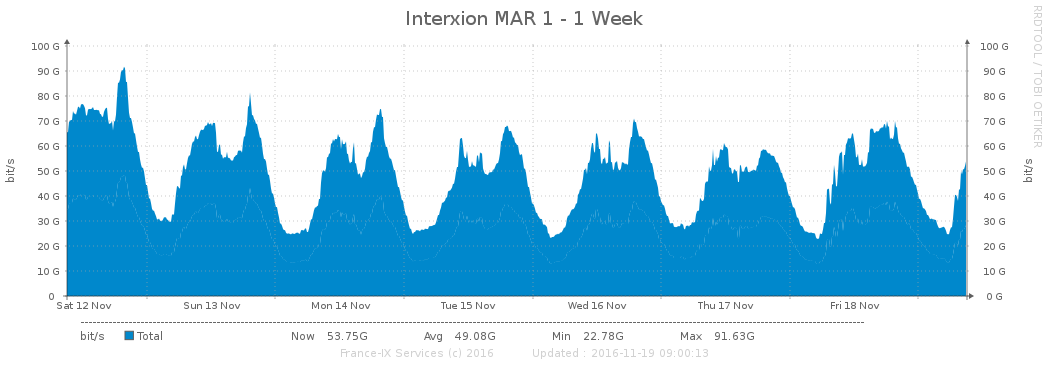 Interxion MAR 1 - 1 Week
RRDTOOL / TOBI OETIKER
100 G 100 G
90 G 90 G
80 G 80 G
70 G 70 G
60 G 60 G
50 G 50 G
40 G 40 G
30 G 30 G
20 G 20 G
10 G 10 G
0 0 G
bit/s bit/s
Sat 12 Nov Sun 13 Nov Mon 14 Nov Tue 15 Nov Wed 16 Nov Thu 17 Nov Fri 18 Nov
bit/s Total Now 53.75G Avg 49.08G Min 22.78G Max 91.63G
France-IX Services (c) 2016 Updated : 2016-11-19 09:00:13